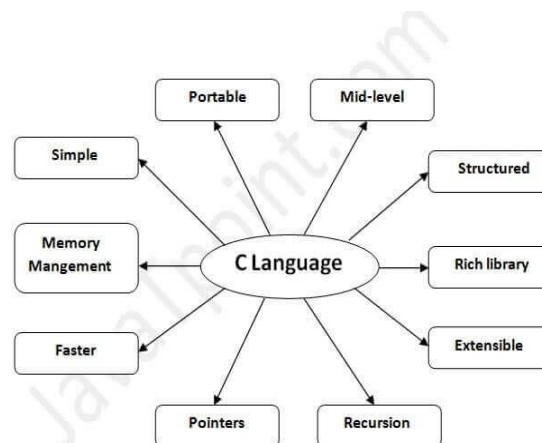 Portable
Mid-level
Simple
Structured
Memory
Mangement
C Language
Rich library
Faster
Extensible
Pointers
Recursion
Javatpoint.com